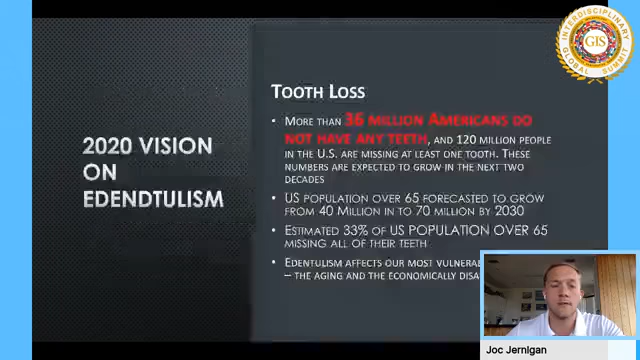 INTERDISCIPLINARY
GIS
GLOBAL SUMMIT
2020 VISION
ON
EDENDTULISM
TOOTH LOSS
• MORE THAN 36 MILLION AMERICANS DO
NOT HAVE ANY TEETH, AND 120 MILLION PEOPLE
IN THE U.S. ARE MISSING AT LEAST ONE TOOTH. THESE
NUMBERS ARE EXPECTED TO GROW IN THE NEXT TWO
DECADES
• US POPULATION OVER 65 FORECASTED TO GROW
FROM 40 MILLION IN TO 70 MILLION BY 2030
• ESTIMATED 33% OF US POPULATION OVER 65
MISSING ALL OF THEIR TEETH
• EDENTULISM AFFECTS OUR MOST
– THE AGING AND THE ECONOMICALLY
Joc Jernigan